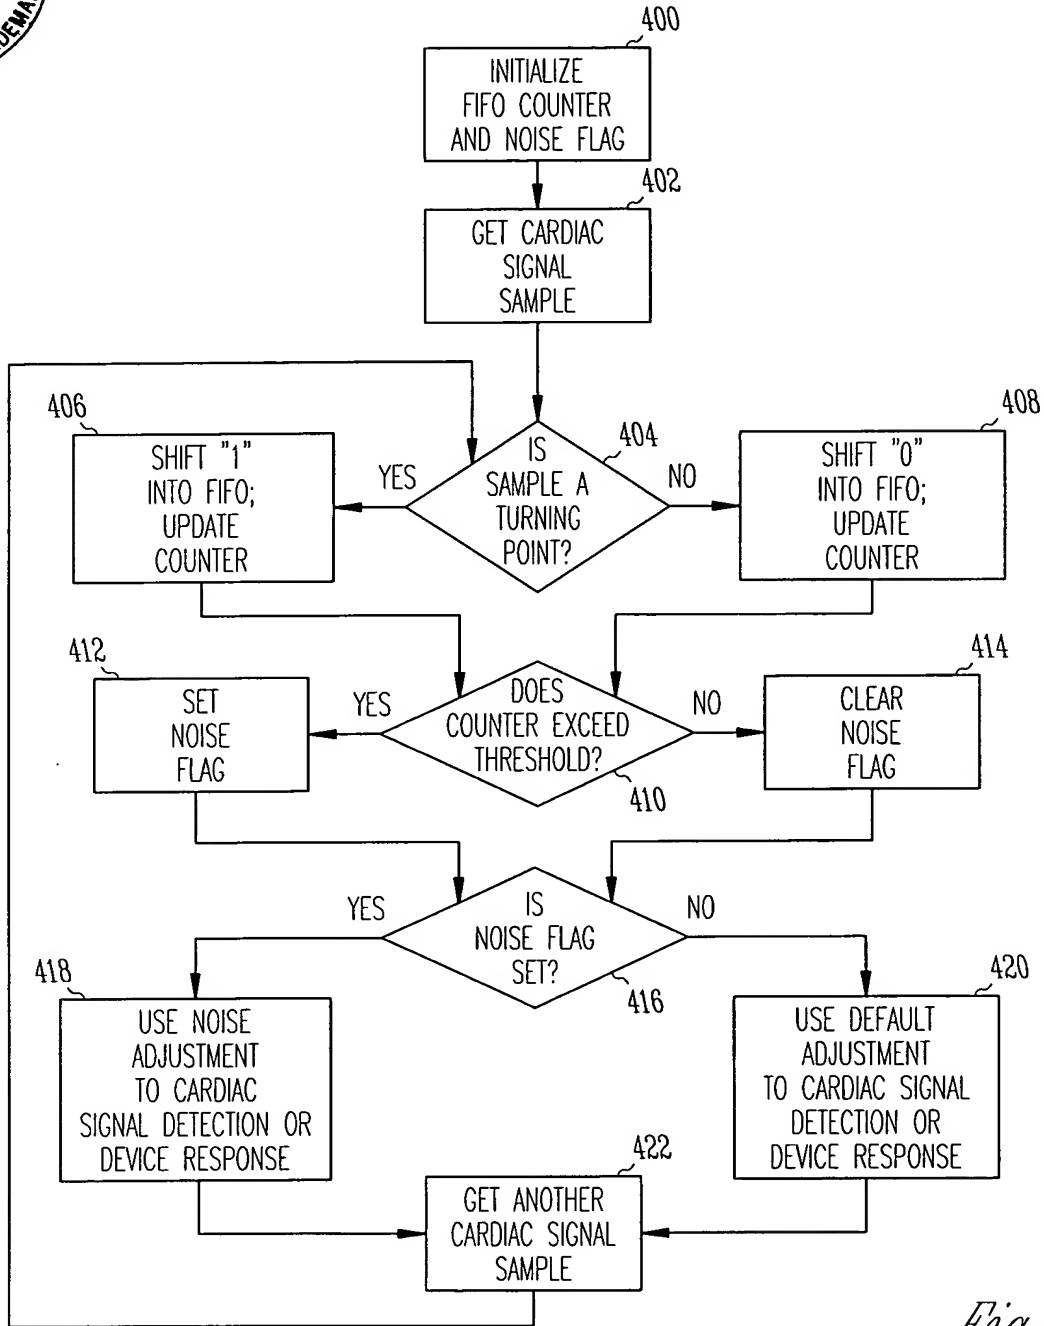 400
INITIALIZE
FIFO COUNTER
AND NOISE FLAG
402
GET CARDIAC
SIGNAL
SAMPLE
404
IS
SAMPLE A
TURNING
POINT?
YES
NO
406
SHIFT "1"
INTO FIFO;
UPDATE
COUNTER
408
SHIFT "0"
INTO FIFO;
UPDATE
COUNTER
DOES
COUNTER EXCEED
THRESHOLD?
410
YES
NO
412
SET
NOISE
FLAG
414
CLEAR
NOISE
FLAG
IS
NOISE FLAG
SET?
416
YES
NO
418
USE NOISE
ADJUSTMENT
TO CARDIAC
SIGNAL DETECTION OR
DEVICE RESPONSE
420
USE DEFAULT
ADJUSTMENT
TO CARDIAC SIGNAL
DETECTION OR
DEVICE RESPONSE
422
GET ANOTHER
CARDIAC SIGNAL
SAMPLE